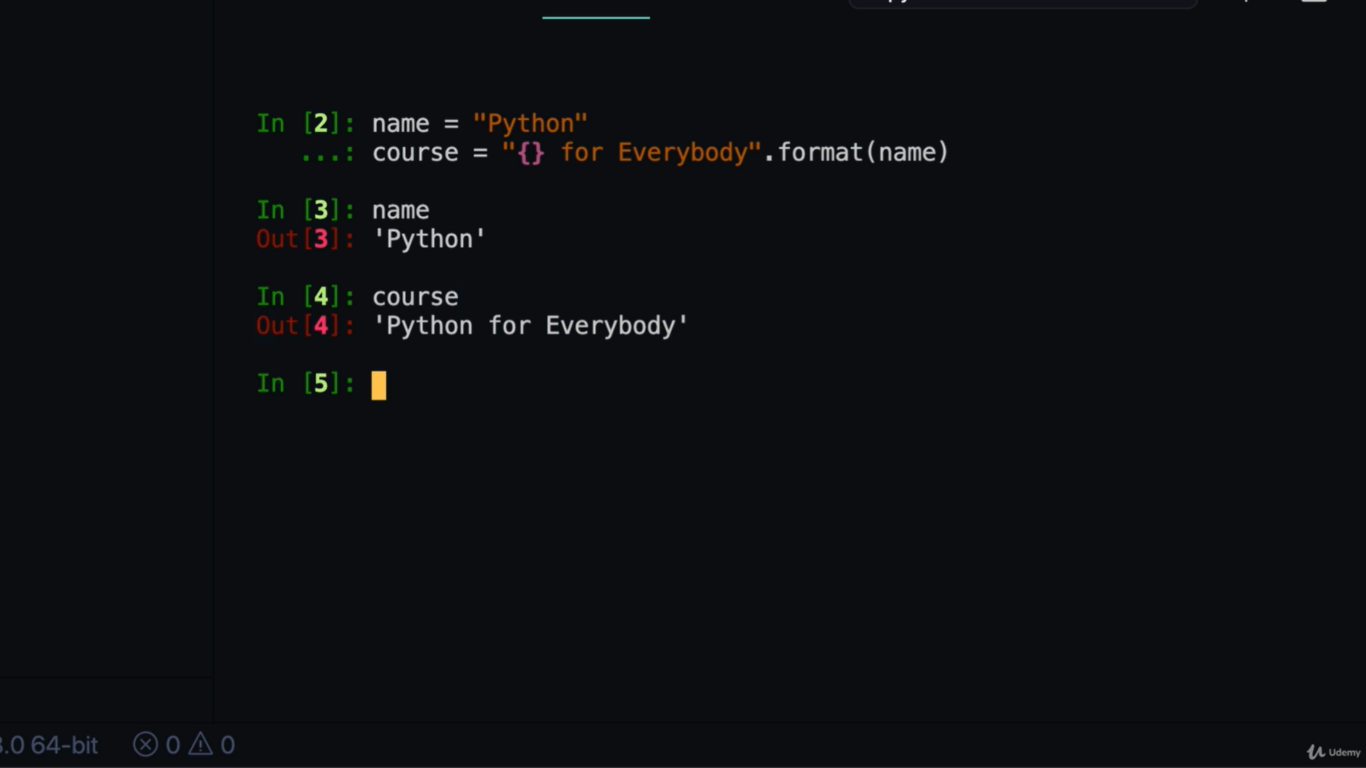 In [2]: name = "Python"
...: course = "{} for Everybody".format(name)
In [3]: name
Out[3]: 'Python'
In [4]: course
Out[4]: 'Python for Everybody'
In [5]:
.0 64-bit 0 0
Udemy